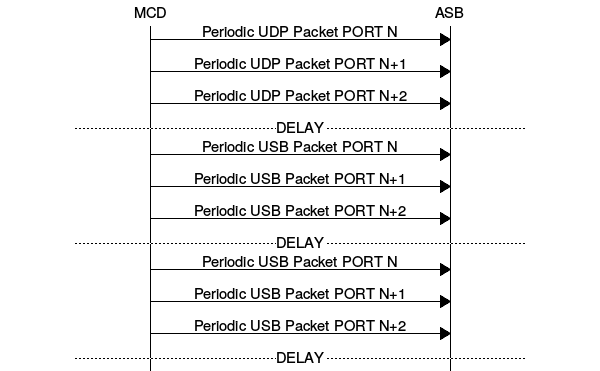 MCD ASB
Periodic UDP Packet PORT N
Periodic UDP Packet PORT N+1
Periodic UDP Packet PORT N+2
DELAY
Periodic USB Packet PORT N
Periodic USB Packet PORT N+1
Periodic USB Packet PORT N+2
DELAY
Periodic USB Packet PORT N
Periodic USB Packet PORT N+1
Periodic USB Packet PORT N+2
DELAY